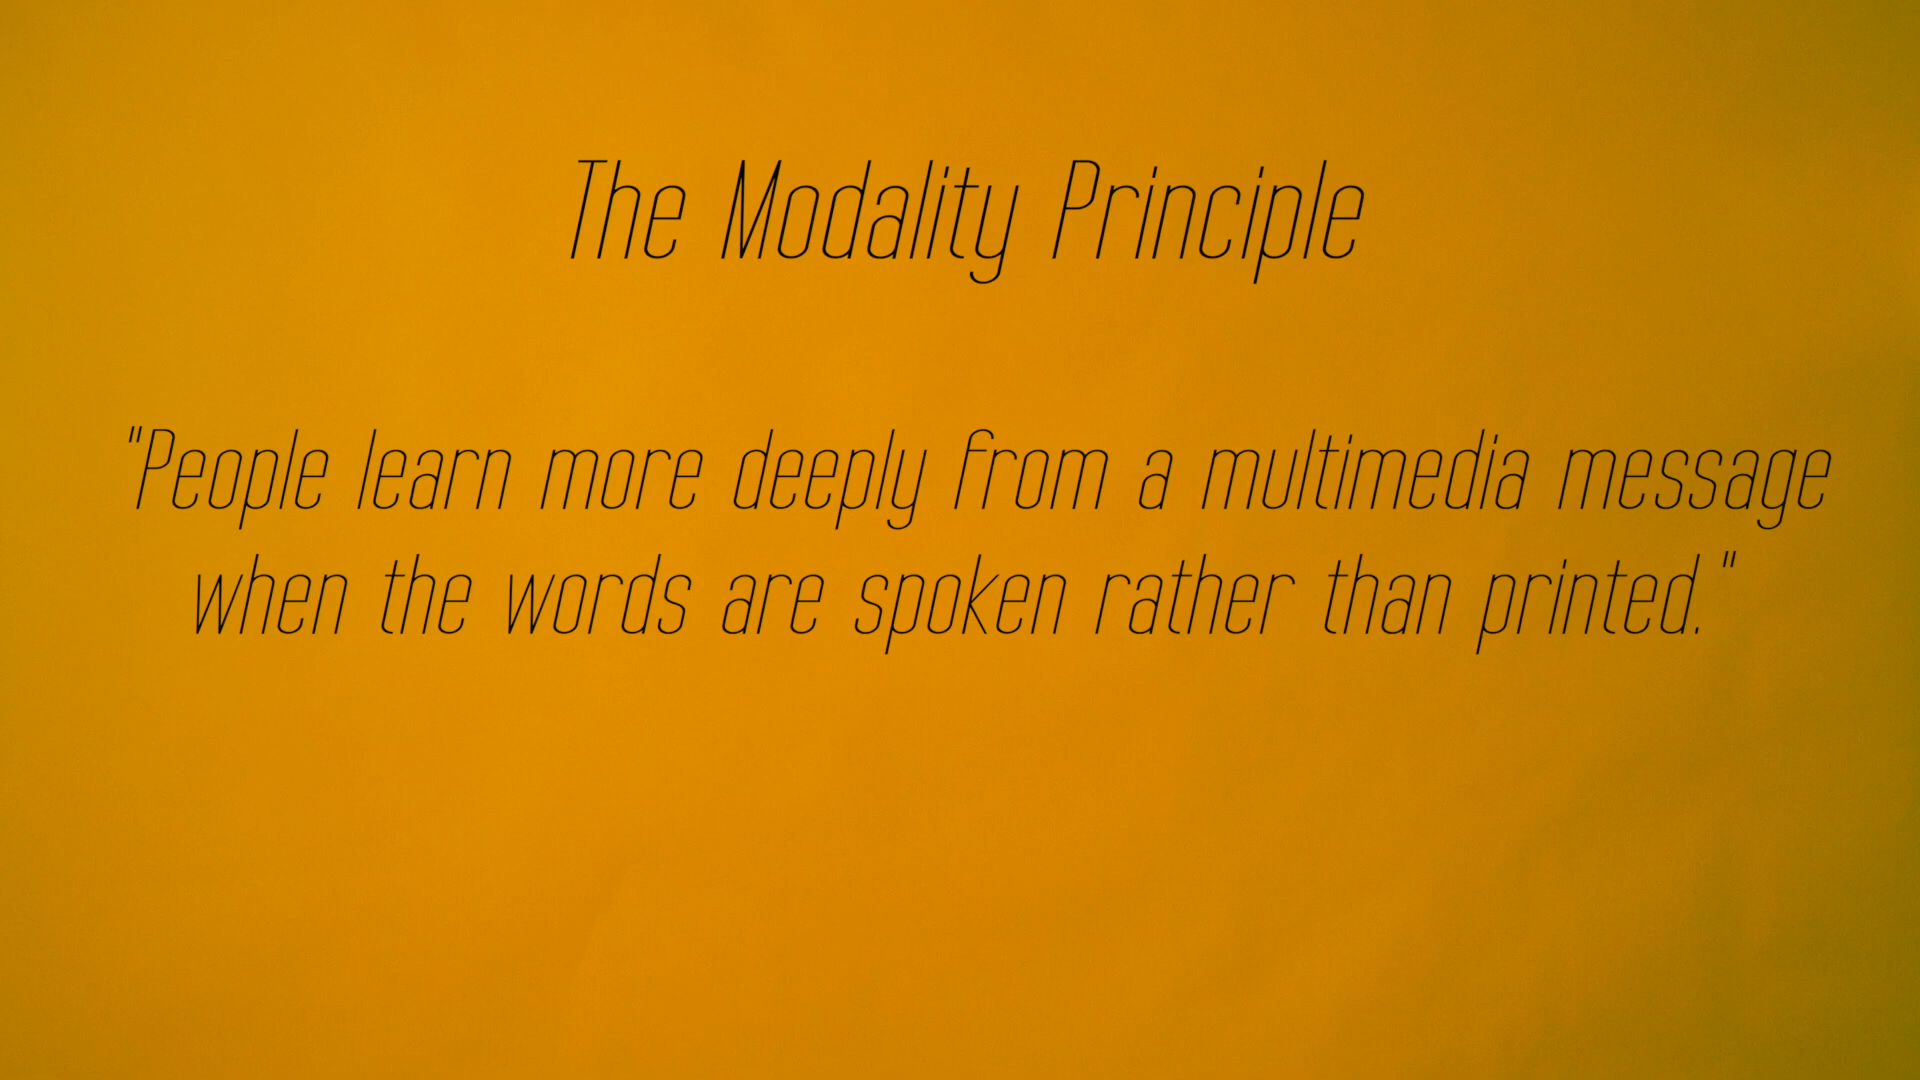 The Modality Principle
"People learn more deeply from a multimedia message
when the words are spoken rather than printed."